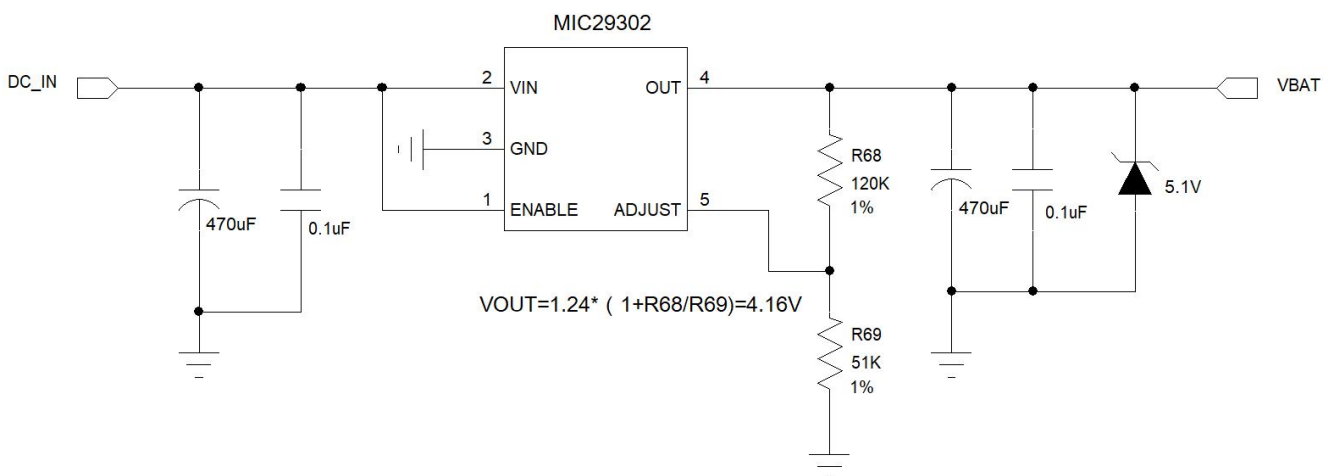 MIC29302
DC_IN
2
VIN
OUT
4
VBAT
3
GND
1
ENABLE
ADJUST
5
470uF
0.1uF
R68
120K
1%
470uF
0.1uF
5.1V
VOUT=1.24* ( 1+R68/R69)=4.16V
R69
51K
1%